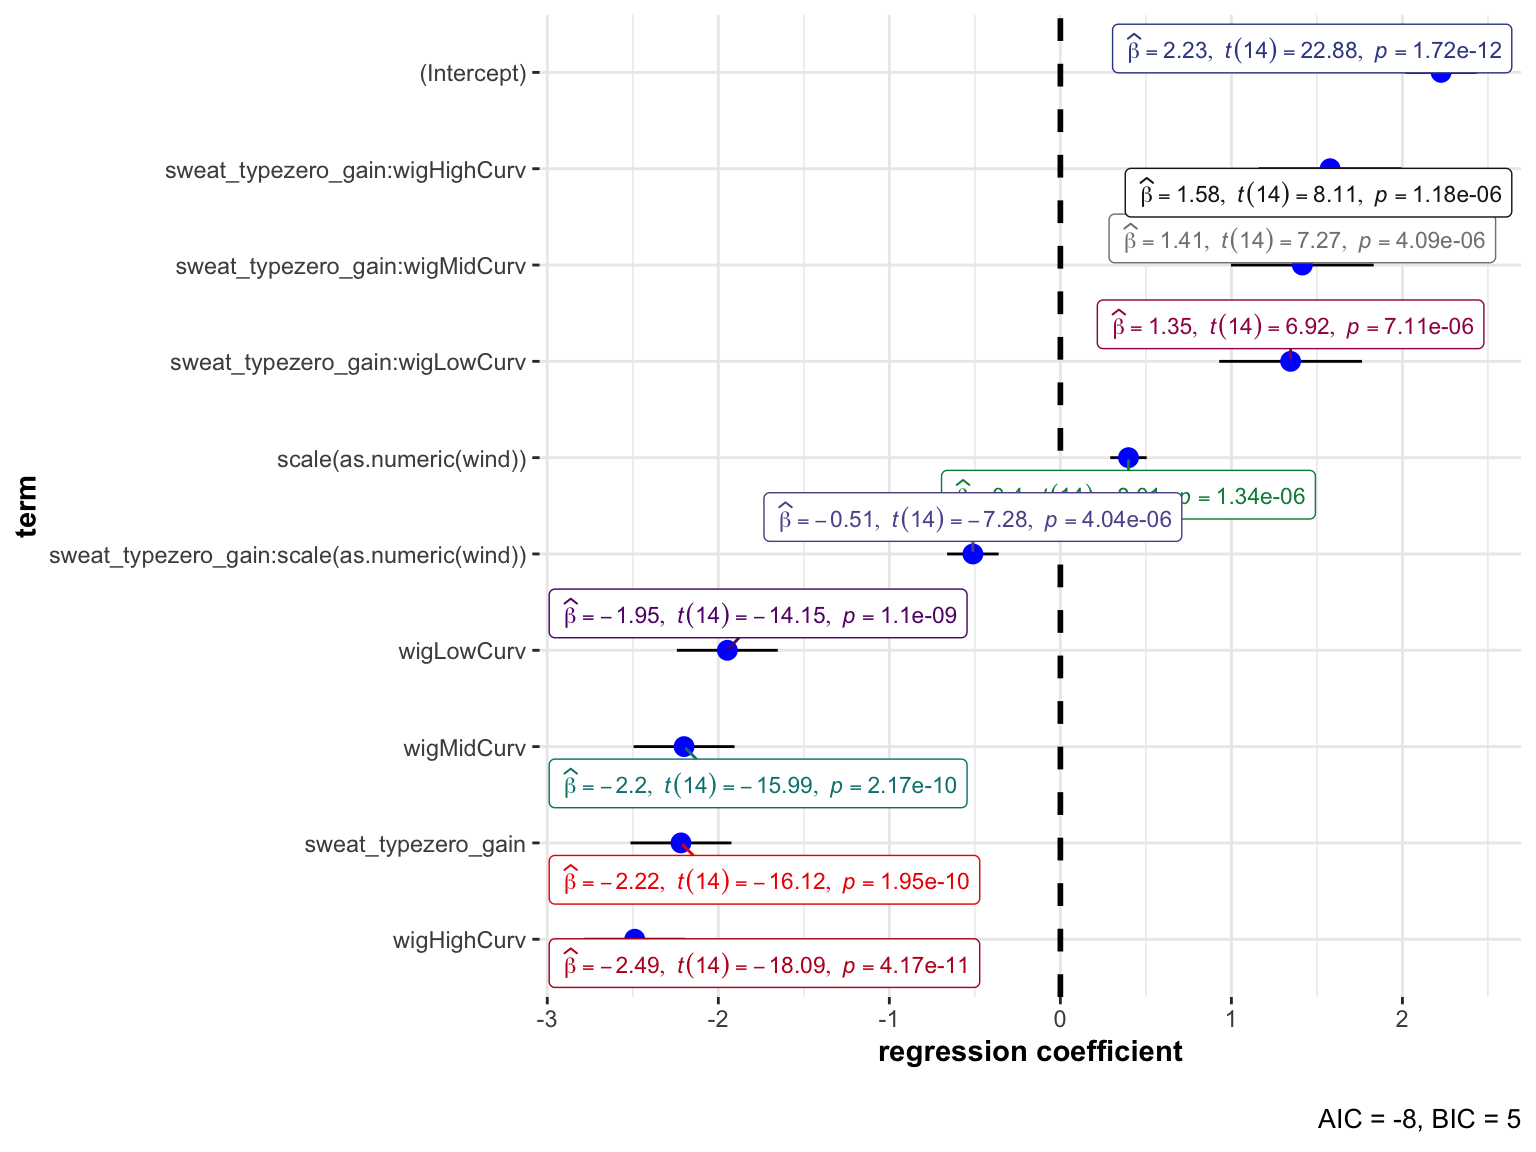 (Intercept)
β̂ = 2.23, t(14) = 22.88, p = 1.72e-12
sweat_typezero_gain:wigHighCurv
β̂ = 1.58, t(14) = 8.11, p = 1.18e-06
β̂ = 1.41, t(14) = 7.27, p = 4.09e-06
sweat_typezero_gain:wigMidCurv
β̂ = 1.35, t(14) = 6.92, p = 7.11e-06
sweat_typezero_gain:wigLowCurv
scale(as.numeric(wind))
p = 1.34e-06
β̂ = −0.51, t(14) = −7.28, p = 4.04e-06
sweat_typezero_gain:scale(as.numeric(wind))
β̂ = −1.95, t(14) = −14.15, p = 1.1e-09
wigLowCurv
wigMidCurv
β̂ = −2.2, t(14) = −15.99, p = 2.17e-10
sweat_typezero_gain
β̂ = −2.22, t(14) = −16.12, p = 1.95e-10
wigHighCurv
β̂ = −2.49, t(14) = −18.09, p = 4.17e-11
term
-3 -2 -1 0 1 2
regression coefficient
AIC = -8, BIC = 5